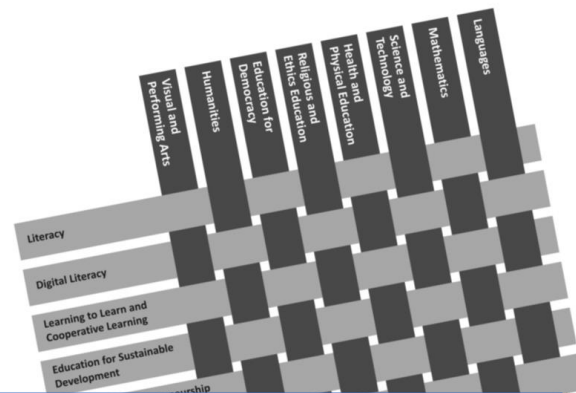 Visual and
Performing Arts
Humanities
Education for
Democracy
Religious and
Ethics Education
Health and
Physical Education
Science and
Technology
Mathematics
Languages
Literacy
Digital Literacy
Learning to Learn and
Cooperative Learning
Education for Sustainable
Development